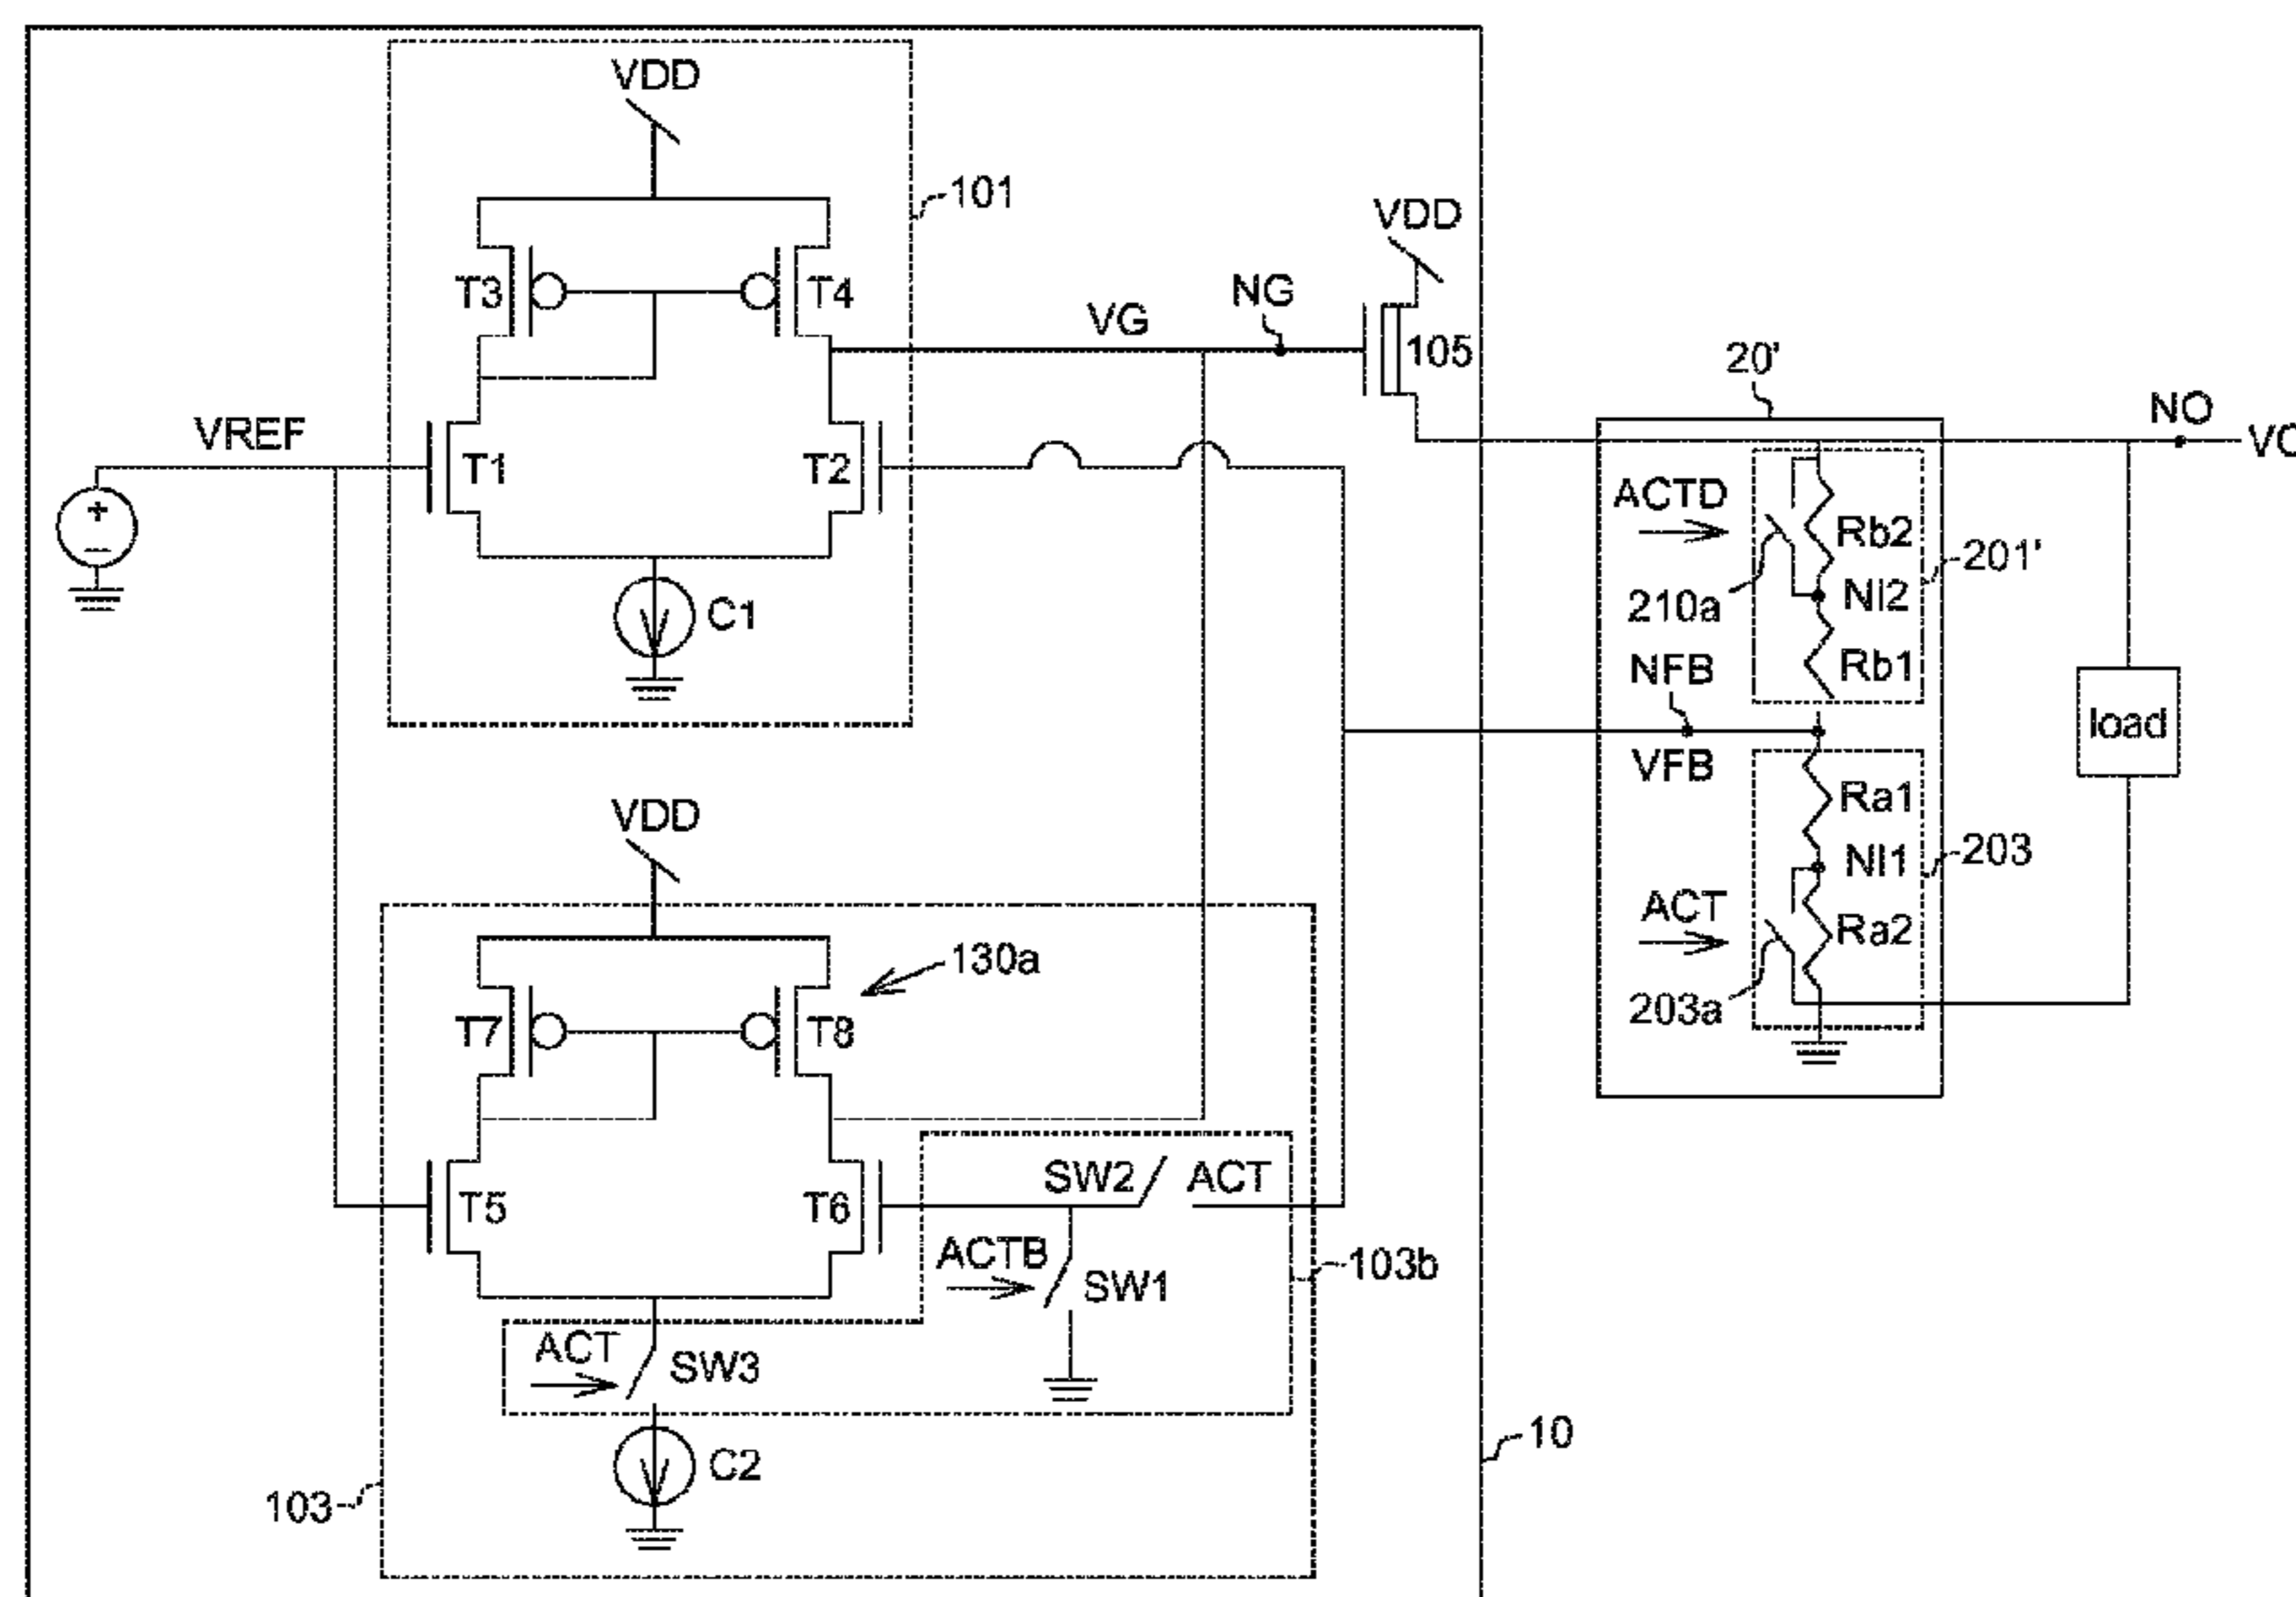 VDD
101
T3
T4
VDD
VG
NG
105
20'
NO
VREF
T1
T2
ACTD
Rb2
201'
210a
NI2
C1
Rb1
NFB
VFB
load
Ra1
VDD
NI1
203
ACT
Ra2
130a
203a
T7
T8
SW2
ACT
T5
T6
ACTB
SW1
103b
ACT
SW3
10
C2
103